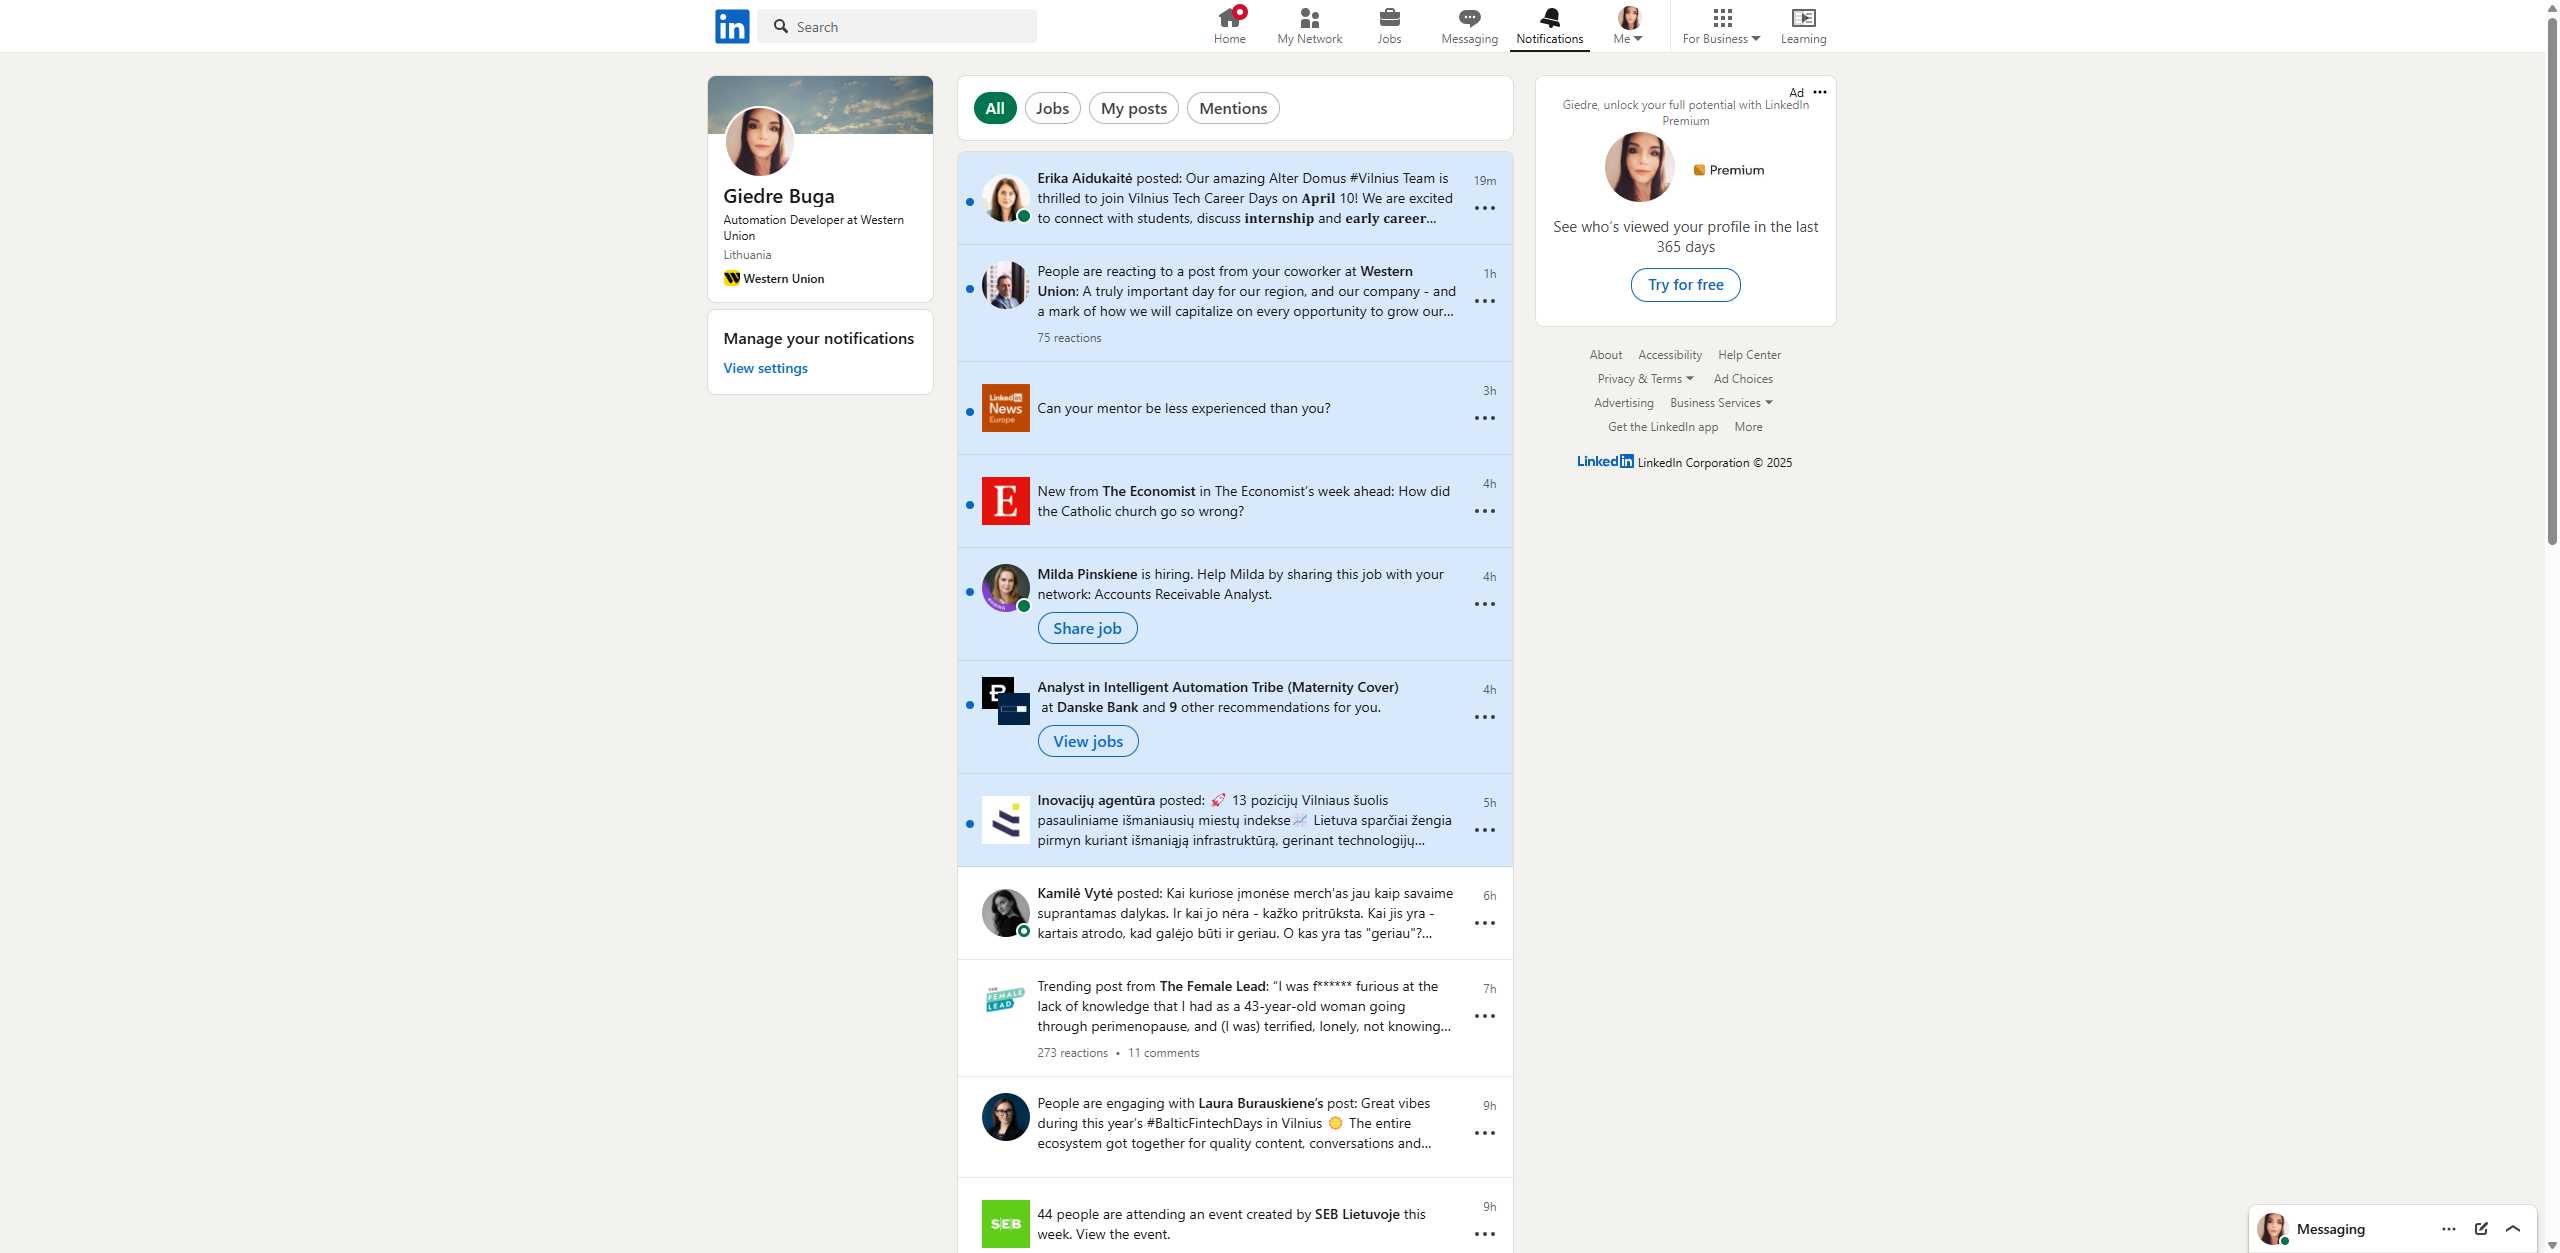 in
Search
Home
My Network
Jobs
Messaging
Notifications
Me
For Business
Learning
Giedre Buga
Automation Developer at Western
Union
Lithuania
Western Union
Manage your notifications
View settings
All
Jobs
My posts
Mentions
Erika Aidukaitė posted: Our amazing Alter Domus #Vilnius Team is
thrilled to join Vilnius Tech Career Days on 𝐀𝐩𝐫𝐢𝐥 10! We are excited
to connect with students, discuss 𝐢𝐧𝐭𝐞𝐫𝐧𝐬𝐡𝐢𝐩 and 𝐞𝐚𝐫𝐥𝐲 𝐜𝐚𝐫𝐞𝐞𝐫...
19m
People are reacting to a post from your coworker at Western
Union: A truly important day for our region, and our company - and
a mark of how we will capitalize on every opportunity to grow our...
75 reactions
1h
LinkedIn
News
Europe
Can your mentor be less experienced than you?
3h
E
New from The Economist in The Economist's week ahead: How did
the Catholic church go so wrong?
4h
Milda Pinskiene is hiring. Help Milda by sharing this job with your
network: Accounts Receivable Analyst.
Share job
4h
Analyst in Intelligent Automation Tribe (Maternity Cover)
at Danske Bank and 9 other recommendations for you.
View jobs
4h
Inovacijų agentūra posted: 🚀 13 pozicijų Vilniaus šuolis
pasauliniame išmaniausių miestų indekse📈 Lietuva sparčiai žengia
pirmyn kuriant išmaniąją infrastruktūrą, gerinant technologijų...
5h
Kamilė Vytė posted: Kai kuriose įmonėse merch'as jau kaip savaime
suprantamas dalykas. Ir kai jo nėra - kažko pritrūksta. Kai jis yra -
kartais atrodo, kad galėjo būti ir geriau. O kas yra tas "geriau"?...
6h
THE
FEMALE
LEAD
Trending post from The Female Lead: “I was f****** furious at the
lack of knowledge that I had as a 43-year-old woman going
through perimenopause, and (I was) terrified, lonely, not knowing...
273 reactions • 11 comments
7h
People are engaging with Laura Burauskiene's post: Great vibes
during this year's #BalticFintechDays in Vilnius ☀️ The entire
ecosystem got together for quality content, conversations and...
9h
SEB
44 people are attending an event created by SEB Lietuvoje this
week. View the event.
9h
Ad
Giedre, unlock your full potential with LinkedIn
Premium
Premium
See who's viewed your profile in the last
365 days
Try for free
About Accessibility Help Center
Privacy & Terms Ad Choices
Advertising Business Services
Get the LinkedIn app More
LinkedIn LinkedIn Corporation © 2025
Messaging